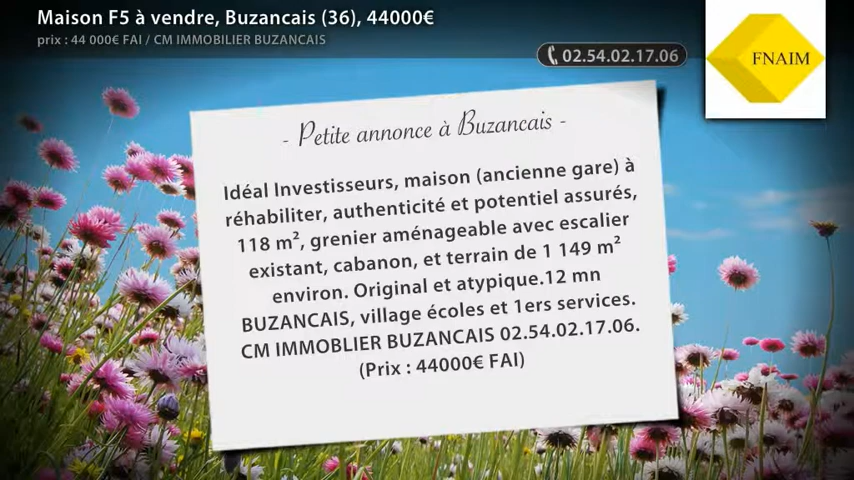 Maison F5 à vendre, Buzancais (36), 44000€
prix : 44 000€ FAI / CM IMMOBILIER BUZANCAIS
02.54.02.17.06
FNAIM
- Petite annonce à Buzancais -
Idéal Investisseurs, maison (ancienne gare) à
réhabiliter, authenticité et potentiel assurés,
118 m², grenier aménageable avec escalier
existant, cabanon, et terrain de 1 149 m²
environ. Original et atypique.12 mn
BUZANCAIS, village écoles et 1ers services.
CM IMMOBLIER BUZANCAIS 02.54.02.17.06.
(Prix : 44000€ FAI)